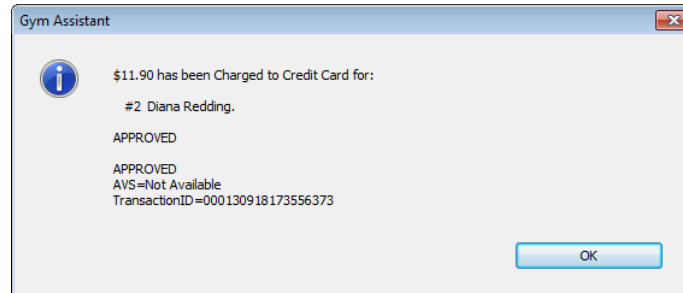 Gym Assistant
$11.90 has been Charged to Credit Card for:
#2 Diana Redding.
APPROVED
APPROVED
AVS=Not Available
TransactionID=000130918173556373
OK